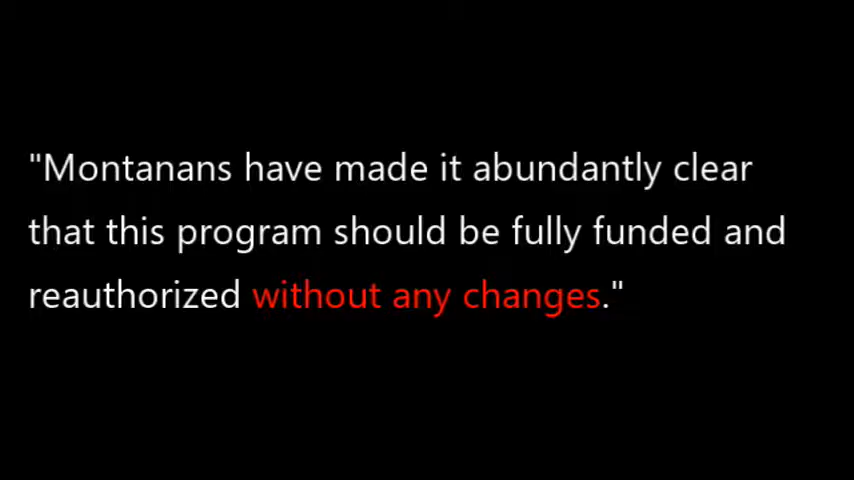 "Montanans have made it abundantly clear
that this program should be fully funded and
reauthorized without any changes."